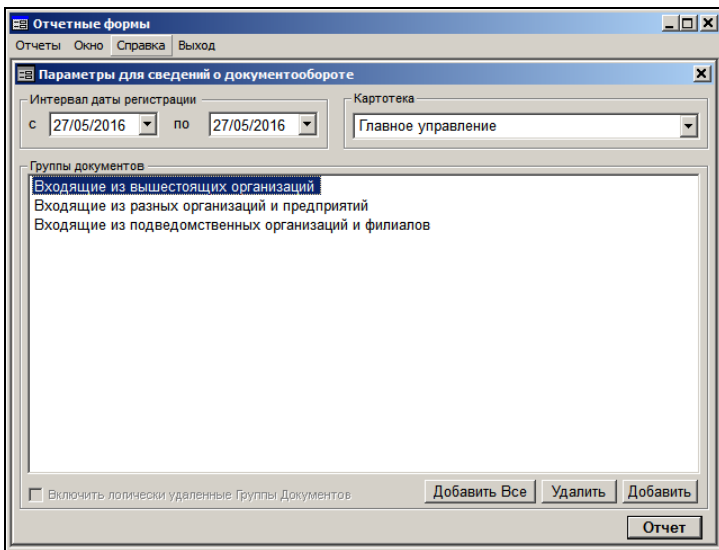 Отчетные формы
Отчеты Окно Справка Выход
Параметры для сведений о документообороте
Интервал даты регистрации
с 27/05/2016 по 27/05/2016
Картотека
Главное управление
Группы документов
Входящие из вышестоящих организаций
Входящие из разных организаций и предприятий
Входящие из подведомственных организаций и филиалов
Включить логически удаленные Группы Документов
Добавить Все Удалить Добавить
Отчет